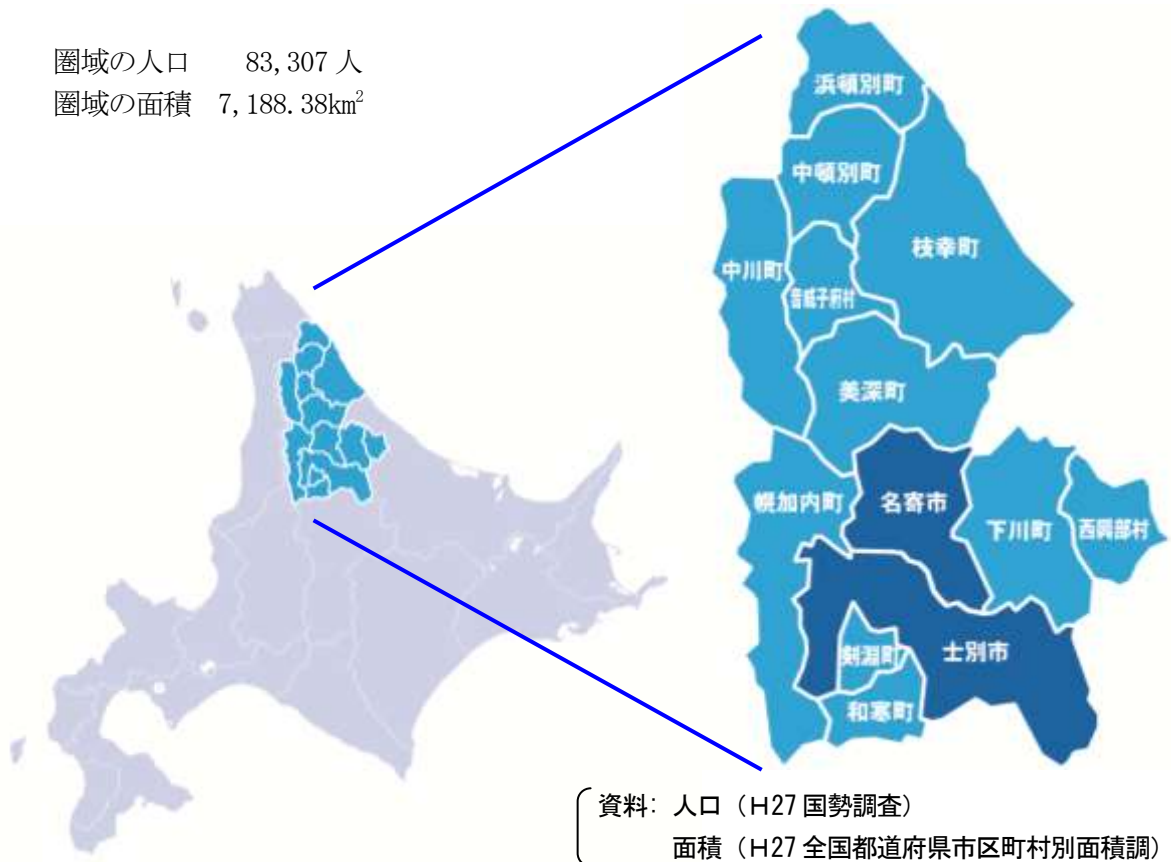 圏域の人口 83,307 人
圏域の面積 7,188.38km²
浜頓別町
中頓別町
枝幸町
中川町
音威子府村
美深町
幌加内町
名寄市
下川町
西興部村
士別市
剣淵町
和寒町
資料: 人口（H27 国勢調査）
面積（H27 全国都道府県市区町村別面積調）